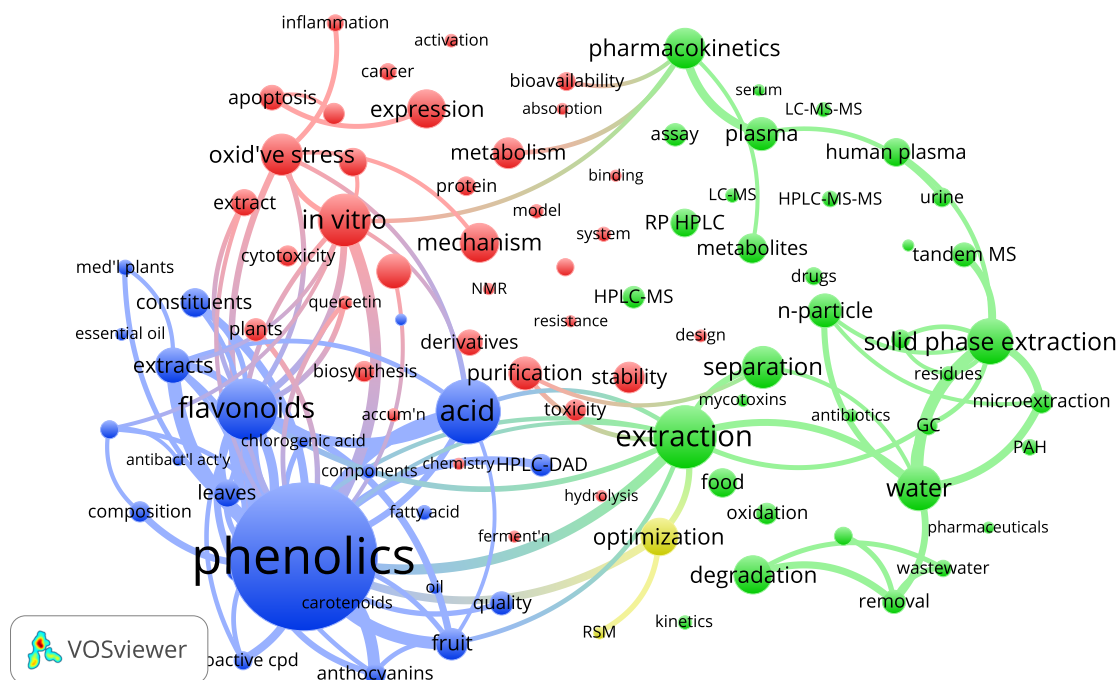 inflammation
activation
pharmacokinetics
cancer
bioavailability
serum
apoptosis
expression
absorption
LC-MS-MS
assay
plasma
oxid've stress
metabolism
human plasma
binding
protein
LC-MS
HPLC-MS-MS
urine
extract
in vitro
model
RP HPLC
system
mechanism
metabolites
cytotoxicity
tandem MS
med'l plants
drugs
NMR
HPLC-MS
constituents
quercetin
n-particle
essential oil
plants
resistance
design
derivatives
solid phase extraction
extracts
separation
biosynthesis
purification
stability
residues
mycotoxins
microextraction
flavonoids
acid
accum'n
toxicity
antibiotics
GC
chlorogenic acid
extraction
PAH
antibact'l act'y
components
chemistry
HPLC-DAD
food
water
leaves
hydrolysis
composition
fatty acid
oxidation
pharmaceuticals
ferment'n
optimization
phenolics
degradation
wastewater
oil
carotenoids
quality
removal
kinetics
RSM
fruit
VOSviewer
oactive cpd
anthocyanins